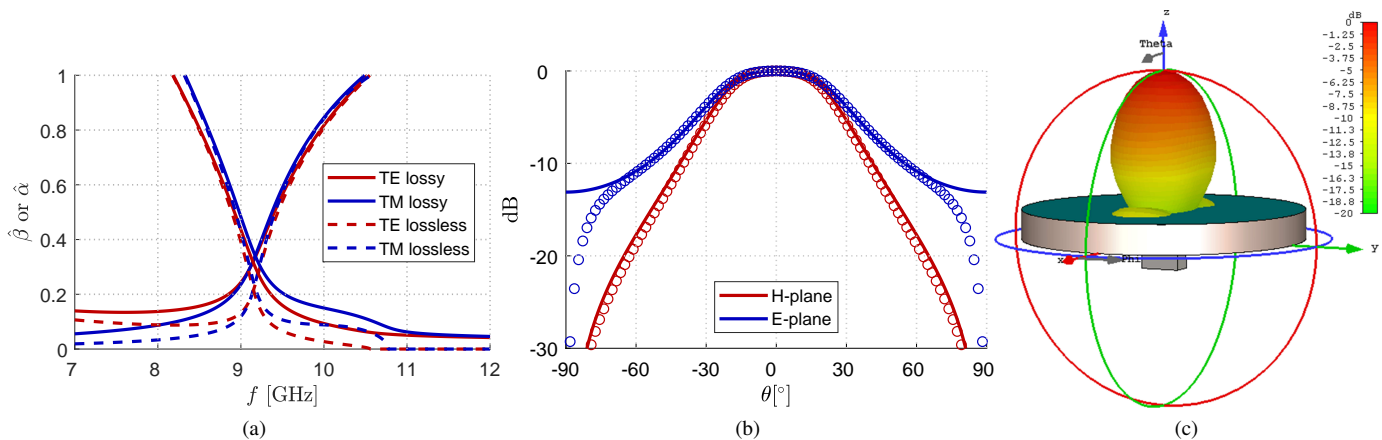 1
0.8
0.6
0.4
0.2
0
7
8
9
10
11
12
β̂ or α̂
f [GHz]
TE lossy
TM lossy
TE lossless
TM lossless
(a)
0
-10
-20
-30
-90
-60
-30
0
30
60
90
dB
θ[°]
H-plane
E-plane
(b)
z
Theta
x
Phi
y
dB
0
-1.25
-2.5
-3.75
-5
-6.25
-7.5
-8.75
-10
-11.3
-12.5
-13.8
-15
-16.3
-17.5
-18.8
-20
(c)